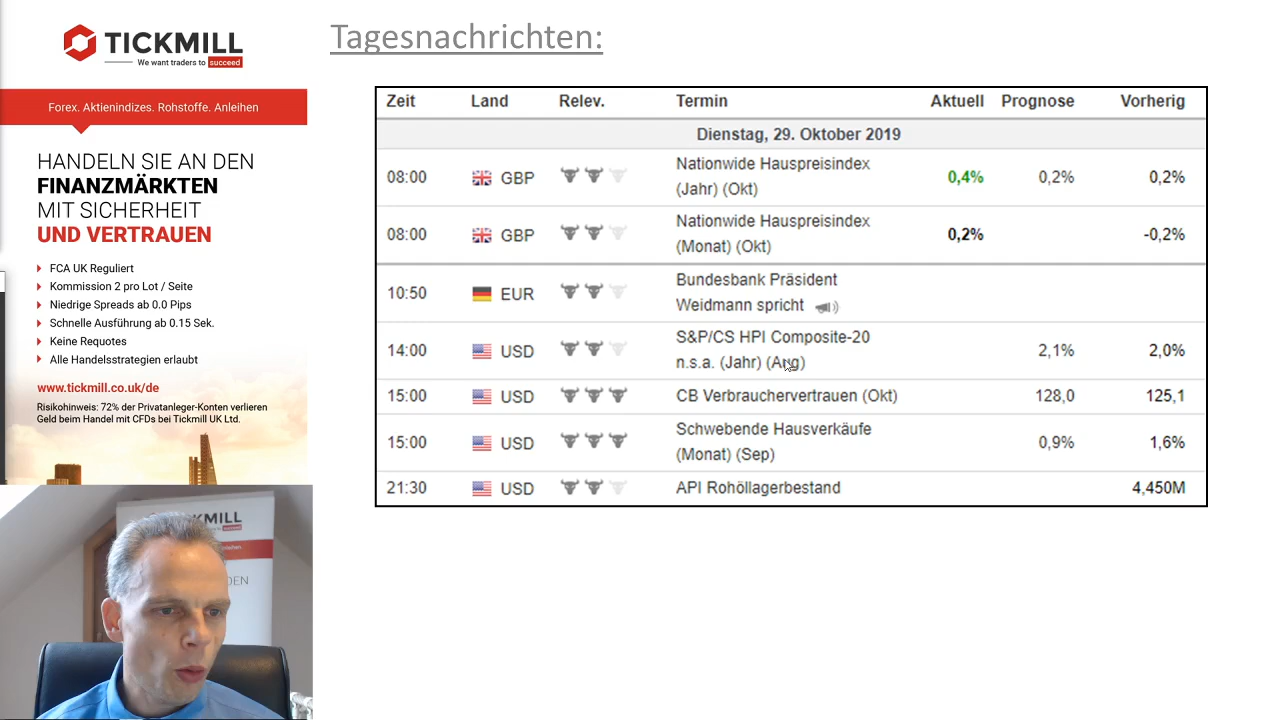 TICKMILL
We want traders to succeed
Forex. Aktienindizes. Rohstoffe. Anleihen
HANDELN SIE AN DEN
FINANZMÄRKTEN
MIT SICHERHEIT
UND VERTRAUEN
FCA UK Reguliert
Kommission 2 pro Lot / Seite
Niedrige Spreads ab 0.0 Pips
Schnelle Ausführung ab 0.15 Sek.
Keine Requotes
Alle Handelsstrategien erlaubt
www.tickmill.co.uk/de
Risikohinweis: 72% der Privatanleger-Konten verlieren
Geld beim Handel mit CFDs bei Tickmill UK Ltd.
Tagesnachrichten:
Zeit Land Relev. Termin Aktuell Prognose Vorherig
Dienstag, 29. Oktober 2019
08:00 GBP Nationwide Hauspreisindex
(Jahr) (Okt) 0,4% 0,2% 0,2%
08:00 GBP Nationwide Hauspreisindex
(Monat) (Okt) 0,2% -0,2%
10:50 EUR Bundesbank Präsident
Weidmann spricht
14:00 USD S&P/CS HPI Composite-20
n.s.a. (Jahr) (Aug) 2,1% 2,0%
15:00 USD CB Verbrauchervertrauen (Okt) 128,0 125,1
15:00 USD Schwebende Hausverkäufe
(Monat) (Sep) 0,9% 1,6%
21:30 USD API Rohöllagerbestand 4,450M